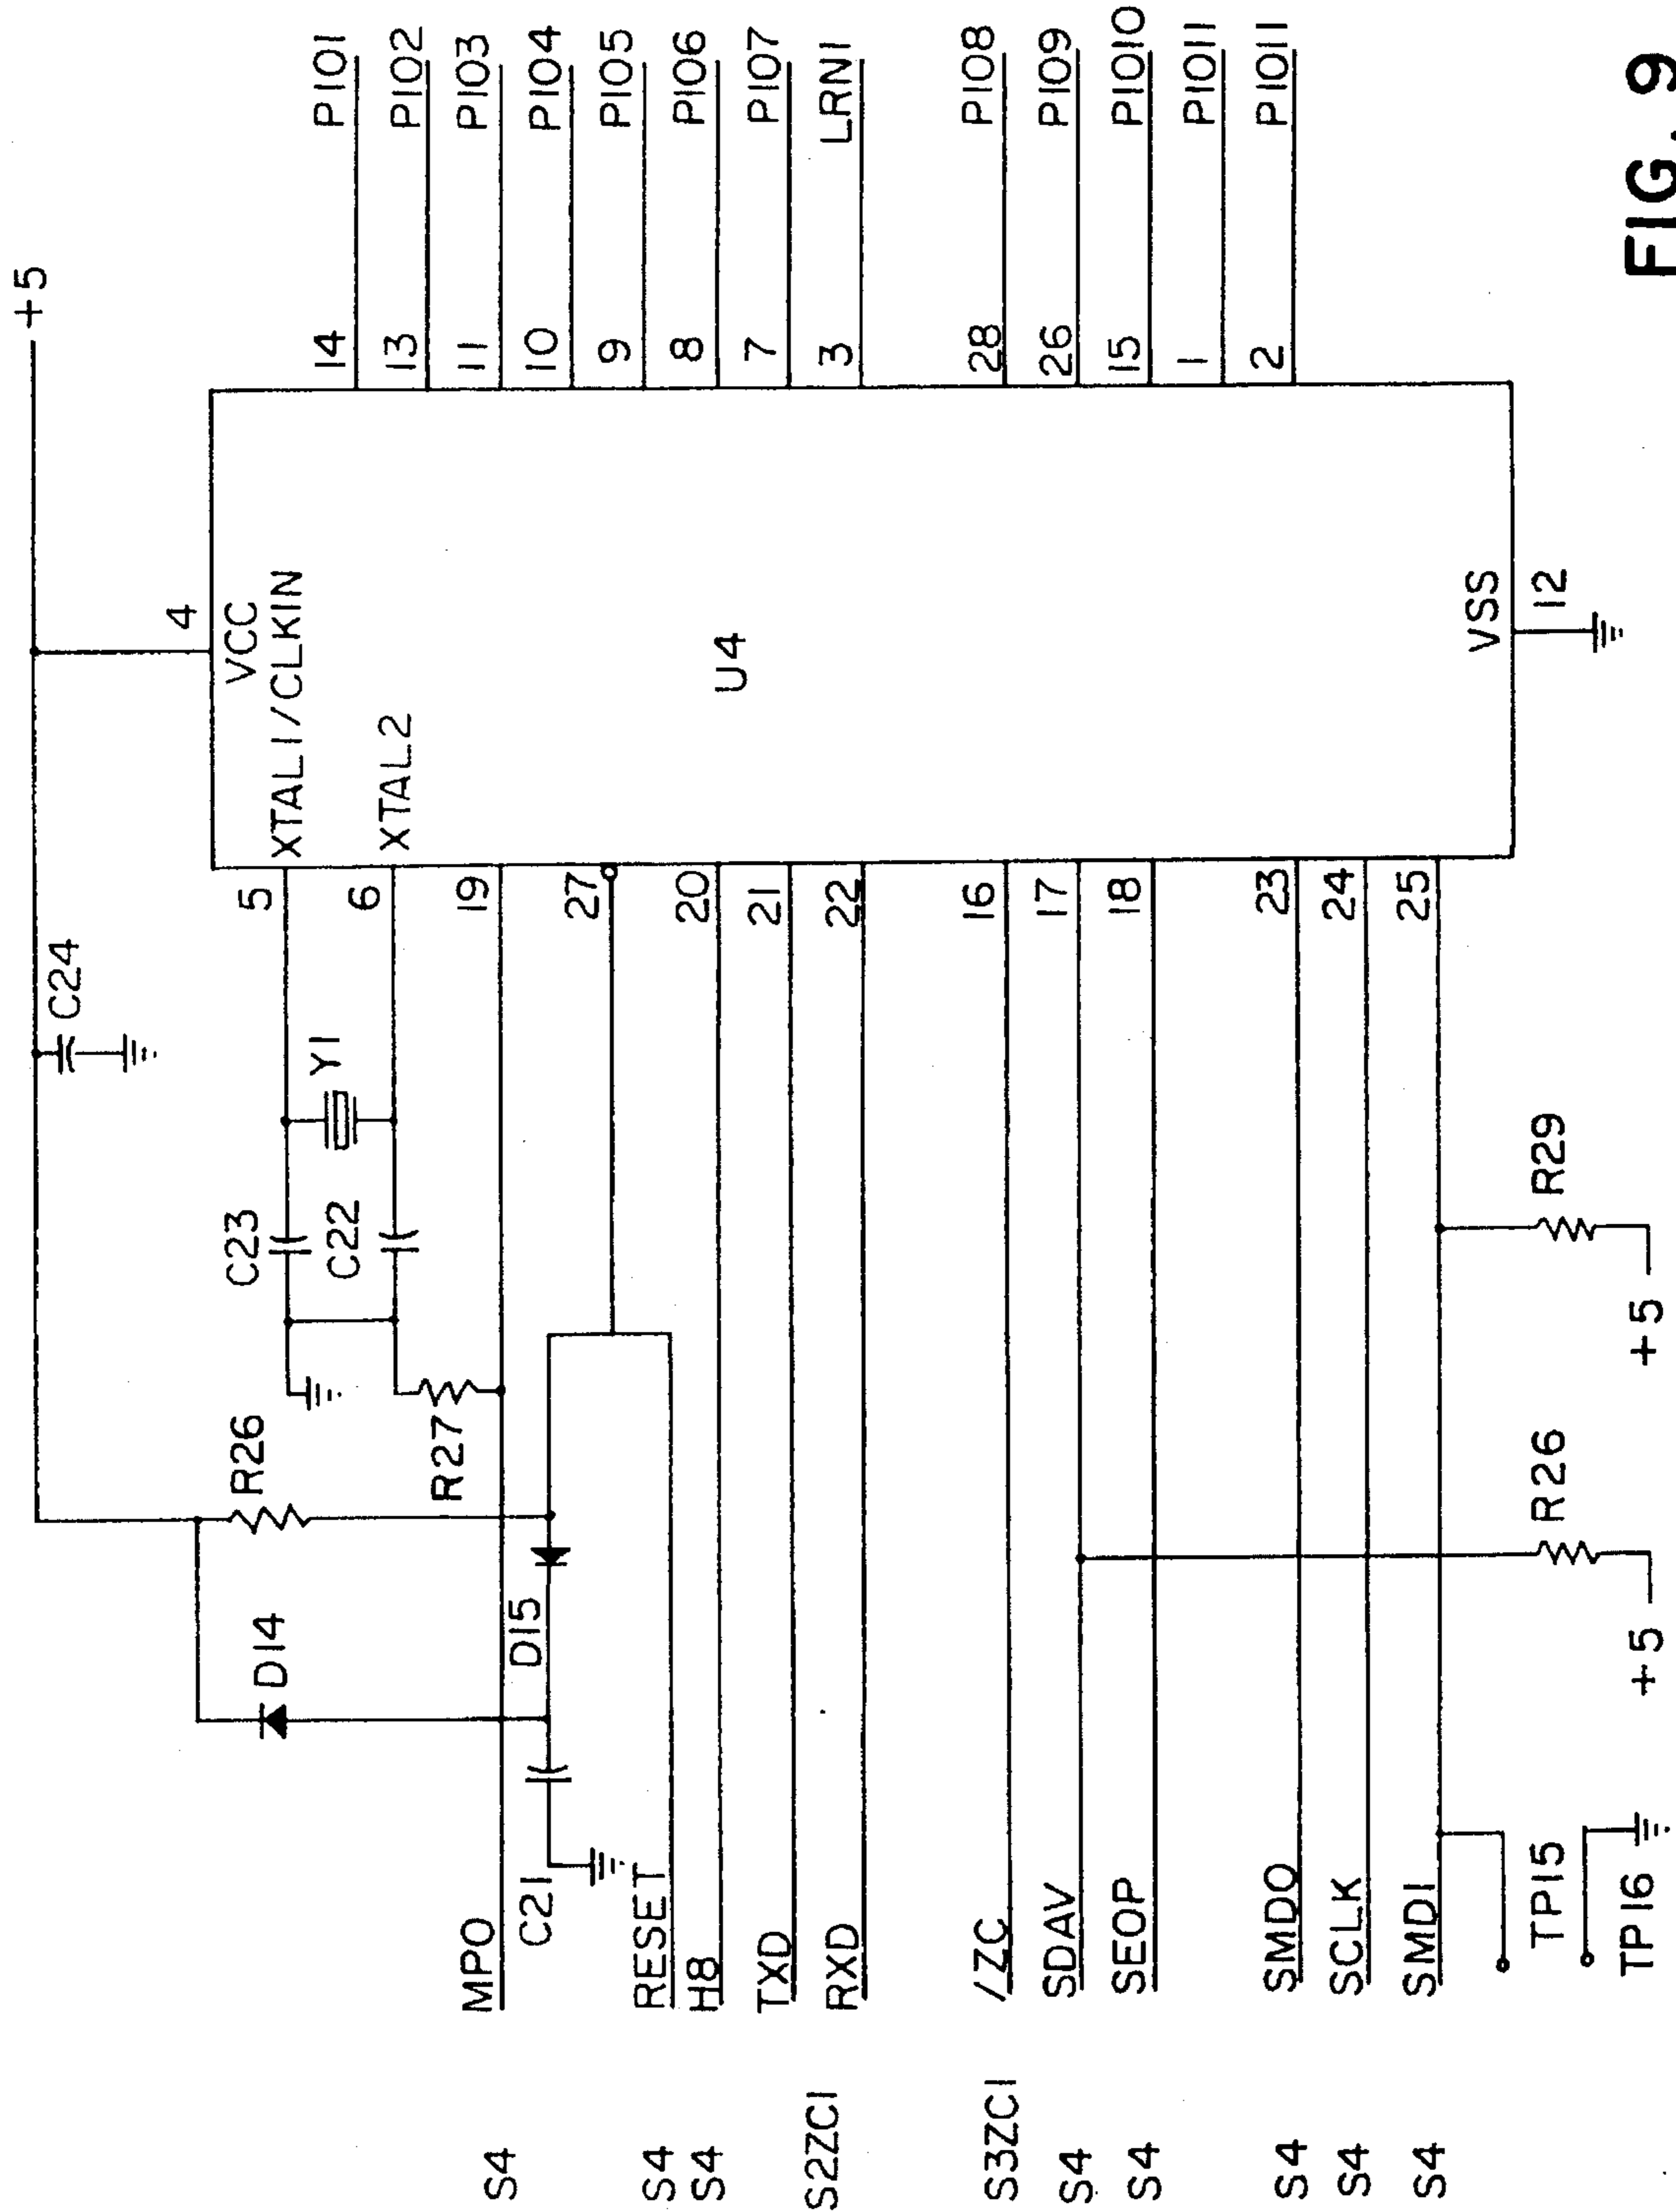 +5
C24
4
VCC
XTAL1/CLKIN
5
XTAL2
6
Y1
C23
C22
R26
R27
D14
D15
C21
U4
14 PIO1
13 PIO2
11 PIO3
10 PIO4
9 PIO5
8 PIO6
7 PIO7
3 LRN1
28 PIO8
26 PIO9
15 PIO10
1 PIO11
2 PIO11
S4 MPO 19
27
S4 RESET
S4 H8 20
TXD 21
S2ZC1 RXD 22
S3ZC1 /ZC 16
S4 SDAV 17
S4 SEOP 18
S4 SMDO 23
S4 SCLK 24
S4 SMD1 25
VSS
12
R26
R29
+5
+5
TP15
TP16
FIG. 9